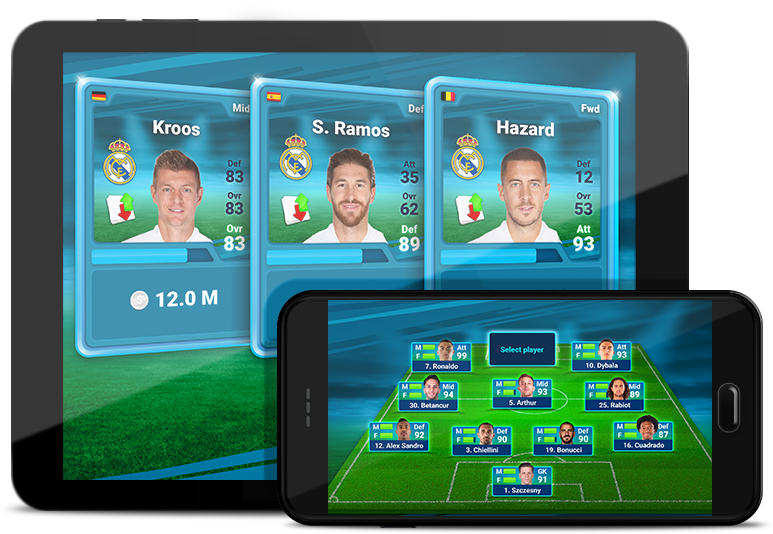 Mid
Kroos
Def
83
Ovr
83
83
12.0 M
Def
S. Ramos
Att
35
Ovr
62
Def
89
Fwd
Hazard
Def
12
Ovr
53
Att
93
Select player
M Att
F 99
7. Ronaldo
M Att
F 93
10. Dybala
M Mid
F 94
30. Betancur
M Mid
F 93
5. Arthur
M Mid
F 89
25. Rabiot
M Def
F 92
12. Alex Sandro
M Def
F 90
3. Chiellini
M Def
F 90
19. Bonucci
M Def
F 87
16. Cuadrado
M GK
F 91
1. Szczesny